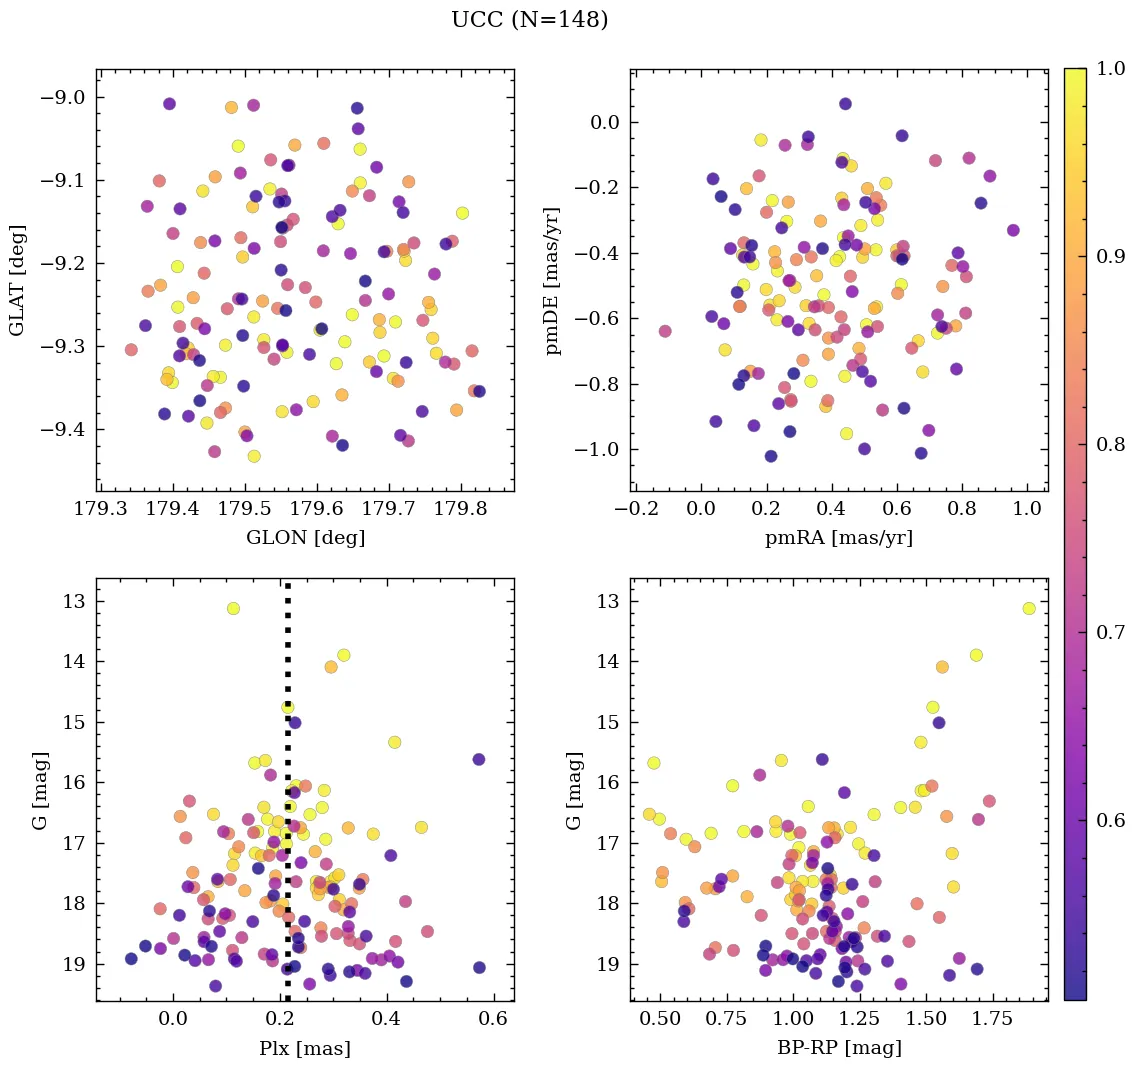 UCC (N=148)
−9.0
−9.1
−9.2
−9.3
−9.4
GLAT [deg]
179.3 179.4 179.5 179.6 179.7 179.8
GLON [deg]
0.0
−0.2
−0.4
−0.6
−0.8
−1.0
pmDE [mas/yr]
−0.2 0.0 0.2 0.4 0.6 0.8 1.0
pmRA [mas/yr]
13
14
15
16
17
18
19
G [mag]
0.0 0.2 0.4 0.6
Plx [mas]
13
14
15
16
17
18
19
G [mag]
0.50 0.75 1.00 1.25 1.50 1.75
BP-RP [mag]
1.0
0.9
0.8
0.7
0.6